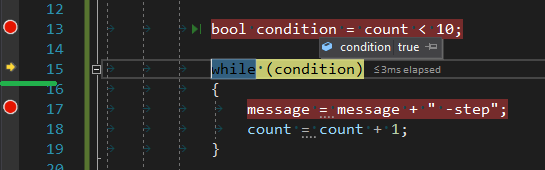 12
13 bool condition = count < 10;
14 condition true
15 while (condition) ≤3ms elapsed
16 {
17 message = message + " -step";
18 count = count + 1;
19 }
20